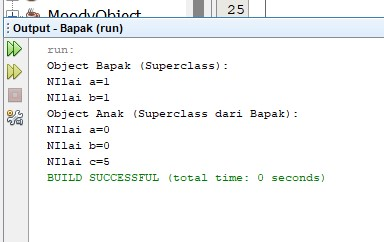 MoodyObject
25
Output - Bapak (run)
run:
Object Bapak (Superclass):
NIlai a=1
NIlai b=1
Object Anak (Superclass dari Bapak):
NIlai a=0
NIlai b=0
NIlai c=5
BUILD SUCCESSFUL (total time: 0 seconds)